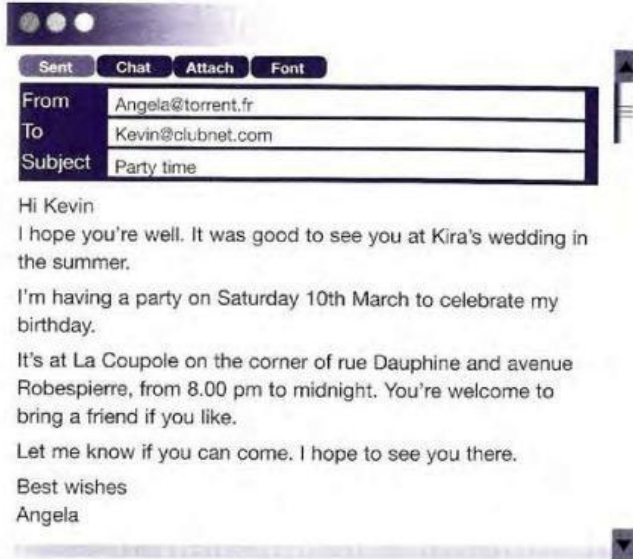 Sent Chat Attach Font
From Angela@torrent.fr
To Kevin@clubnet.com
Subject Party time
Hi Kevin
I hope you're well. It was good to see you at Kira's wedding in
the summer.
I'm having a party on Saturday 10th March to celebrate my
birthday.
It's at La Coupole on the corner of rue Dauphine and avenue
Robespierre, from 8.00 pm to midnight. You're welcome to
bring a friend if you like.
Let me know if you can come. I hope to see you there.
Best wishes
Angela